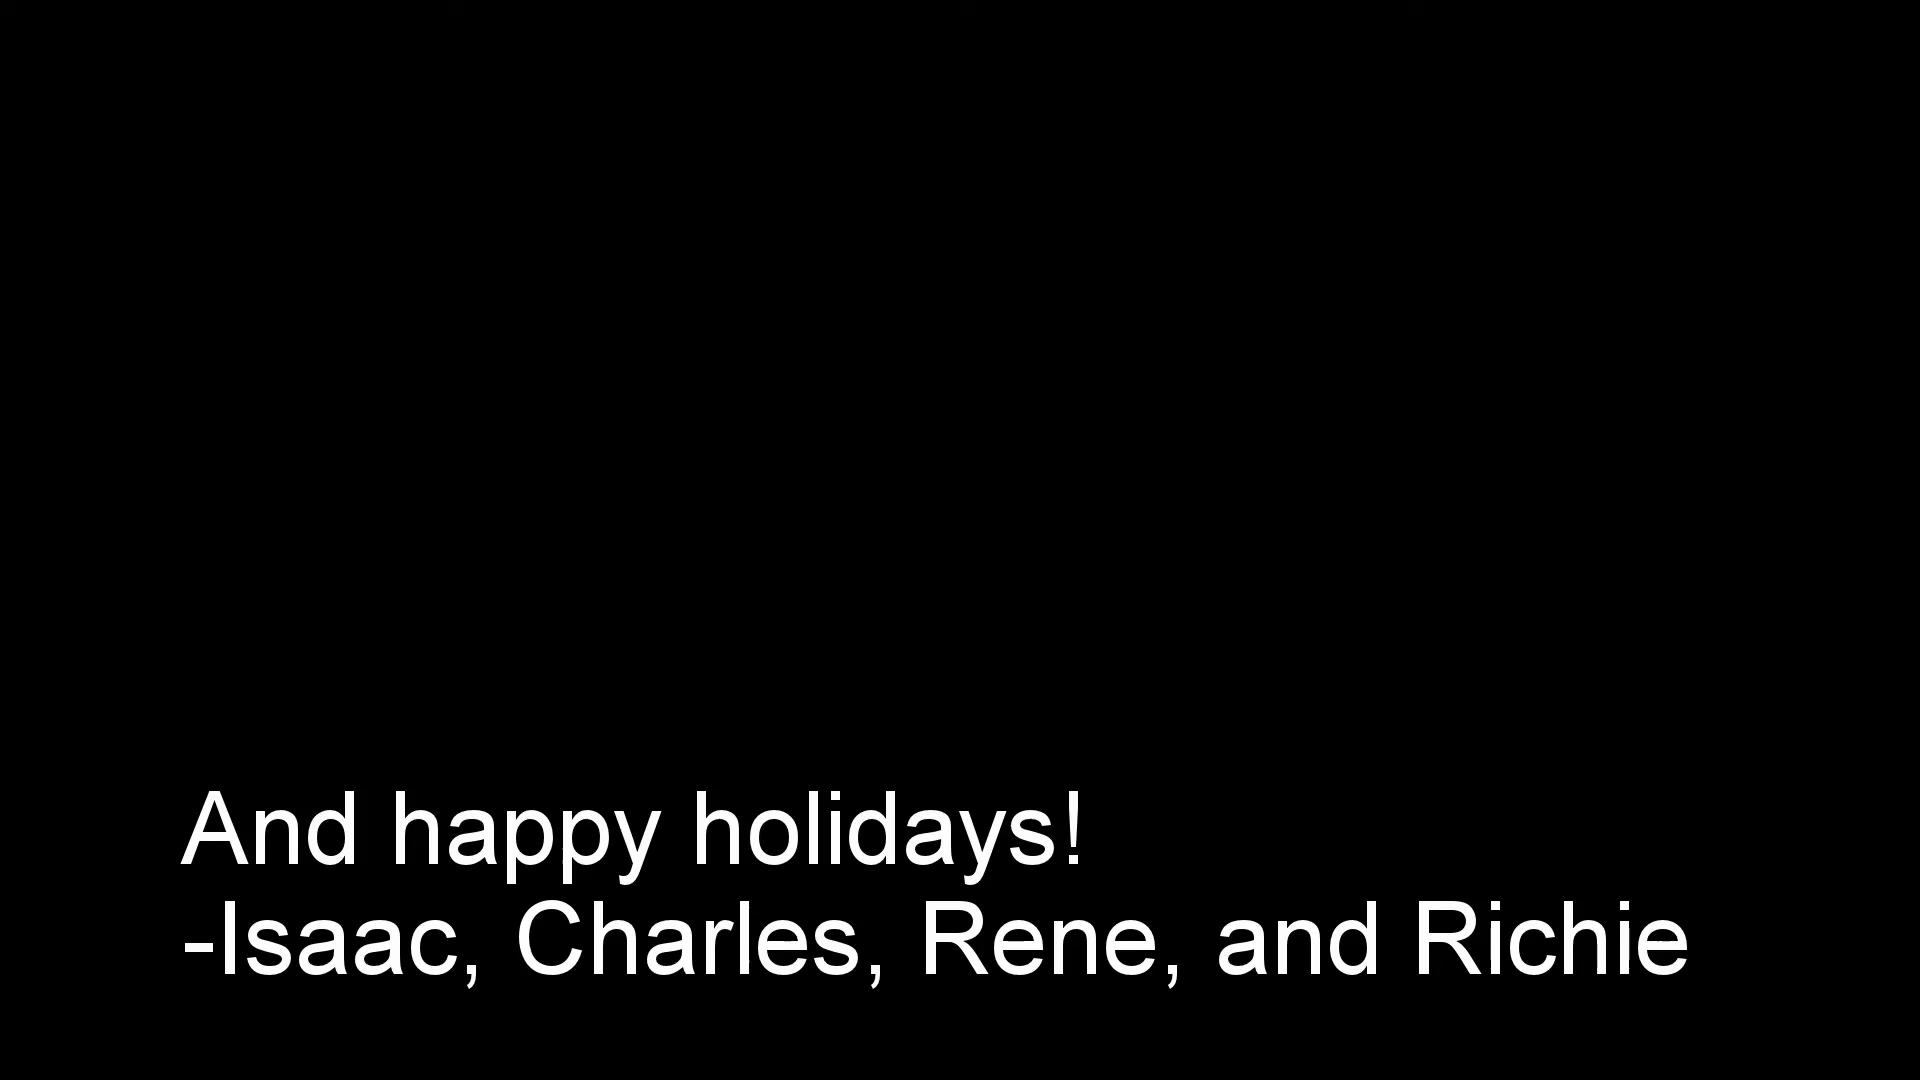 And happy holidays!
-Isaac, Charles, Rene, and Richie